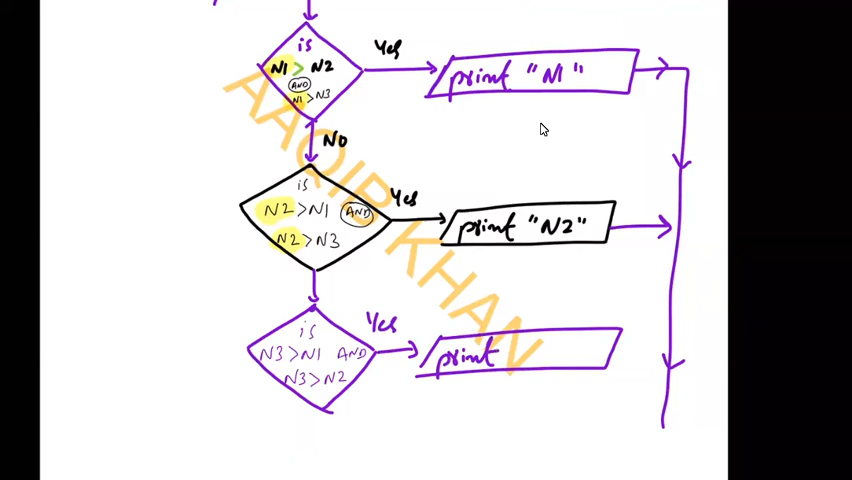 is
N1 > N2
AND
N1 > N3
Yes
print "N1"
NO
is
N2 > N1 AND
N2 > N3
Yes
print "N2"
is
N3 > N1 AND
N3 > N2
Yes
print
AAQIB KHAN